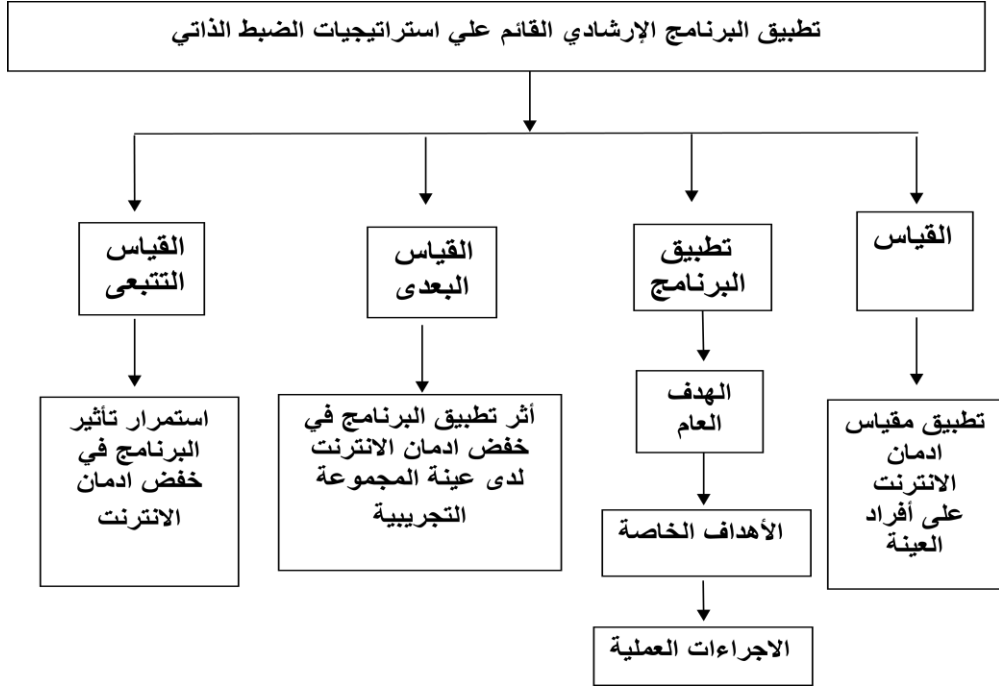 تطبيق البرنامج الإرشادي القائم علي استراتيجيات الضبط الذاتي
القياس
تطبيق
البرنامج
القياس
البعدى
القياس
التتبعى
تطبيق مقياس
ادمان
الانترنت
على أفراد
العينة
الهدف
العام
الأهداف الخاصة
الاجراءات العملية
أثر تطبيق البرنامج في
خفض ادمان الانترنت
لدى عينة المجموعة
التجريبية
استمرار تأثير
البرنامج في
خفض ادمان
الانترنت